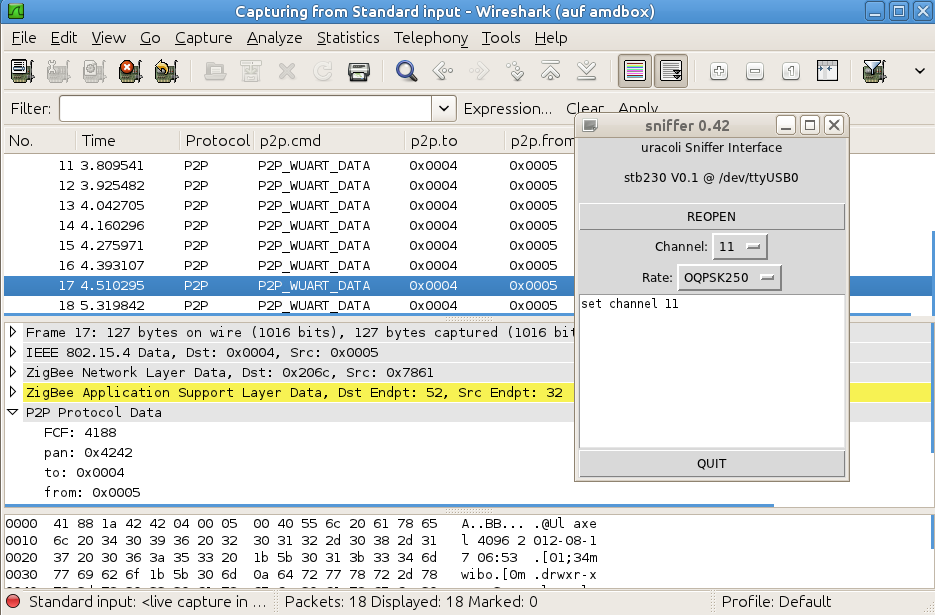 Capturing from Standard input - Wireshark (auf amdbox)
File Edit View Go Capture Analyze Statistics Telephony Tools Help
Filter: Expression... Clear Apply
No. Time Protocol p2p.cmd p2p.to p2p.from
11 3.809541 P2P P2P_WUART_DATA 0x0004 0x0005
12 3.925482 P2P P2P_WUART_DATA 0x0004 0x0005
13 4.042705 P2P P2P_WUART_DATA 0x0004 0x0005
14 4.160296 P2P P2P_WUART_DATA 0x0004 0x0005
15 4.275971 P2P P2P_WUART_DATA 0x0004 0x0005
16 4.393107 P2P P2P_WUART_DATA 0x0004 0x0005
17 4.510295 P2P P2P_WUART_DATA 0x0004 0x0005
18 5.319842 P2P P2P_WUART_DATA 0x0004 0x0005
sniffer 0.42
uracoli Sniffer Interface
stb230 V0.1 @ /dev/ttyUSB0
REOPEN
Channel: 11
Rate: OQPSK250
set channel 11
QUIT
Frame 17: 127 bytes on wire (1016 bits), 127 bytes captured (1016 bit
IEEE 802.15.4 Data, Dst: 0x0004, Src: 0x0005
ZigBee Network Layer Data, Dst: 0x206c, Src: 0x7861
ZigBee Application Support Layer Data, Dst Endpt: 52, Src Endpt: 32
P2P Protocol Data
FCF: 4188
pan: 0x4242
to: 0x0004
from: 0x0005
0000 41 88 1a 42 42 04 00 05 00 40 55 6c 20 61 78 65 A..BB... .@Ul axe
0010 6c 20 34 30 39 36 20 32 30 31 32 2d 30 38 2d 31 l 4096 2 012-08-1
0020 37 20 30 36 3a 35 33 20 1b 5b 30 31 3b 33 34 6d 7 06:53 .[01;34m
0030 77 69 62 6f 1b 5b 30 6d 0a 64 72 77 78 72 2d 78 wibo.[0m .drwxr-x
Standard input: <live capture in ... Packets: 18 Displayed: 18 Marked: 0 Profile: Default